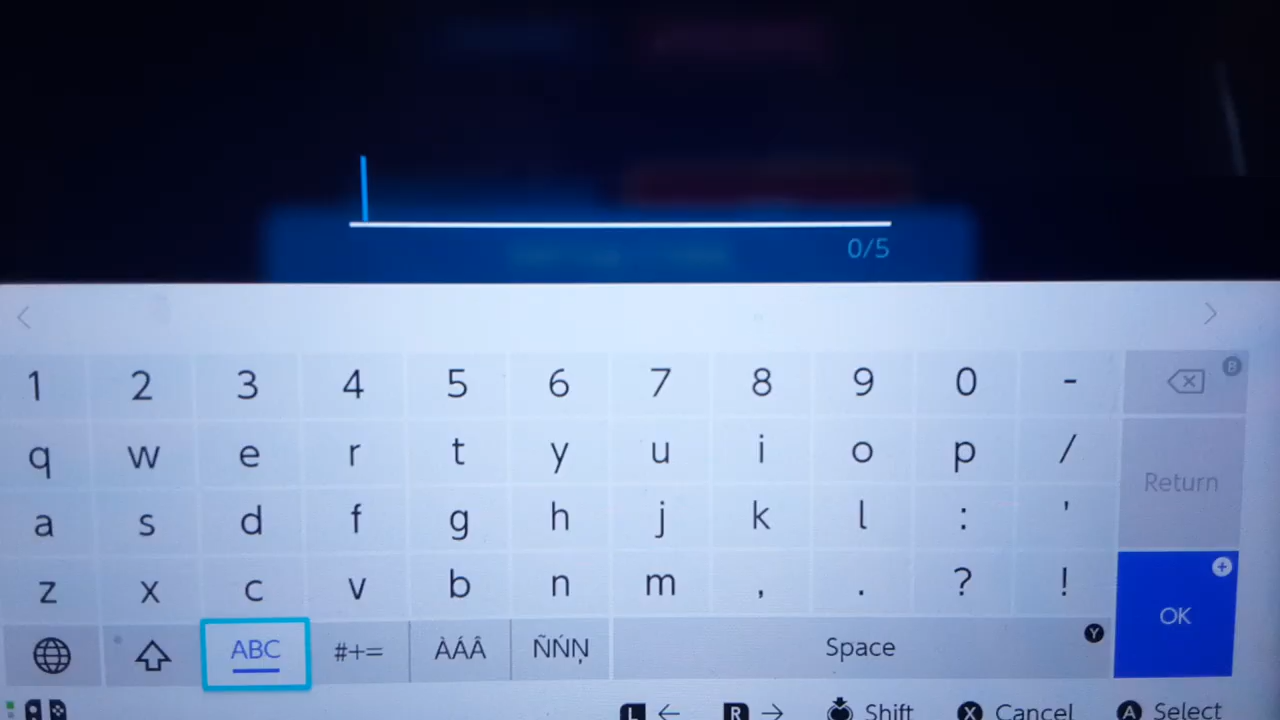 0/5
1 2 3 4 5 6 7 8 9 0 -
q w e r t y u i o p /
Return
a s d f g h j k l : '
z x c v b n m , . ? !
OK
ABC #+= ÀÁÂ ÑŃŅ Space Y
L ← R → Shift X Cancel A Select